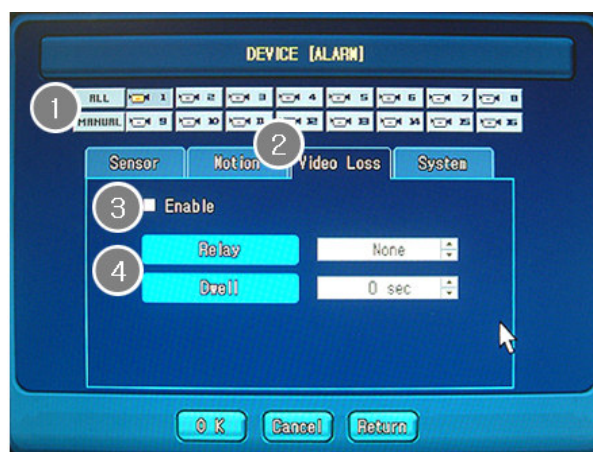 DEVICE [ALARM]
ALL 1 2 3 4 5 6 7 8
1
MANUAL 9 10 11 12 13 14 15 16
2
Sensor Motion Video Loss System
3 Enable
Relay None
4
Dwell 0 sec
O K Cancel Return